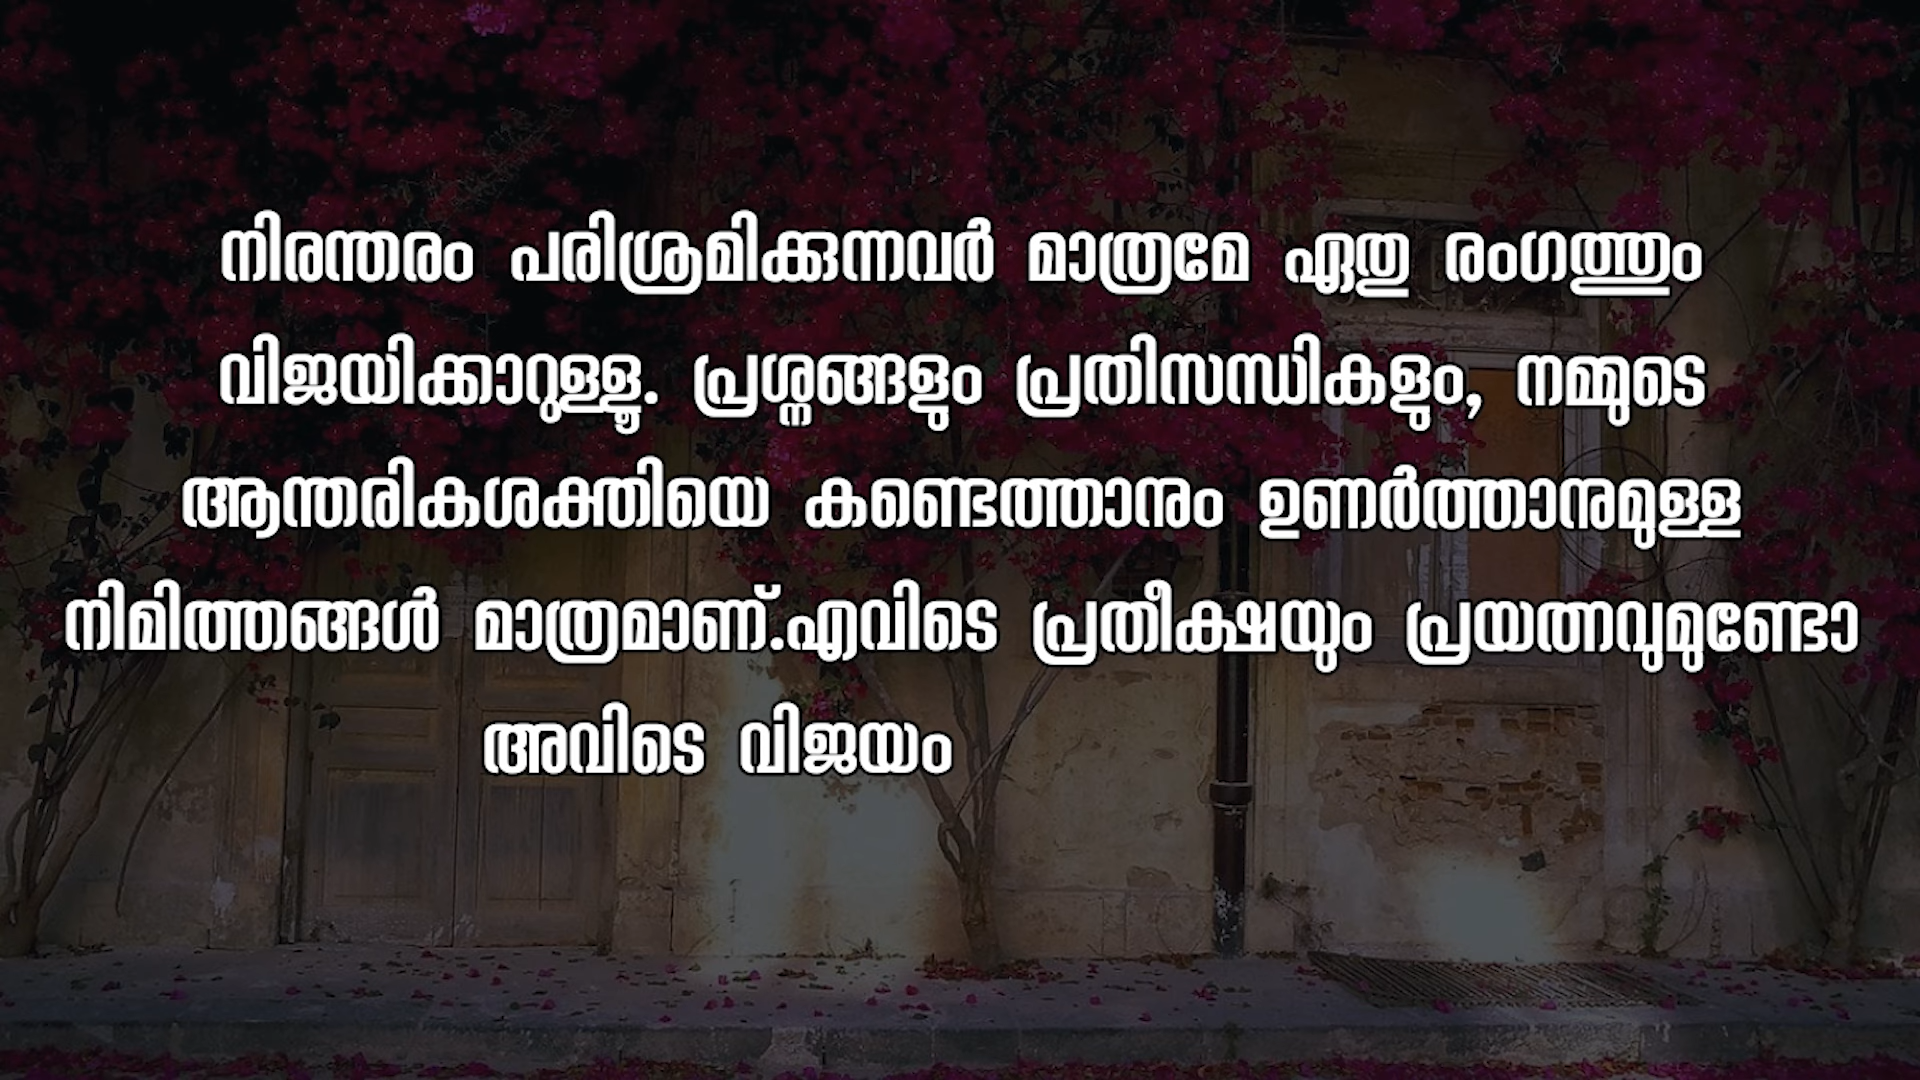 നിരന്തരം പരിശ്രമിക്കുന്നവർ മാത്രമേ ഏതു രംഗത്തും
വിജയിക്കാറുള്ളൂ. പ്രശ്നങ്ങളും പ്രതിസന്ധികളും, നമ്മുടെ
ആന്തരികശക്തിയെ കണ്ടെത്താനും ഉണർത്താനുമുള്ള
നിമിത്തങ്ങൾ മാത്രമാണ്.എവിടെ പ്രതീക്ഷയും പ്രയത്നവുമുണ്ടോ
അവിടെ വിജയം